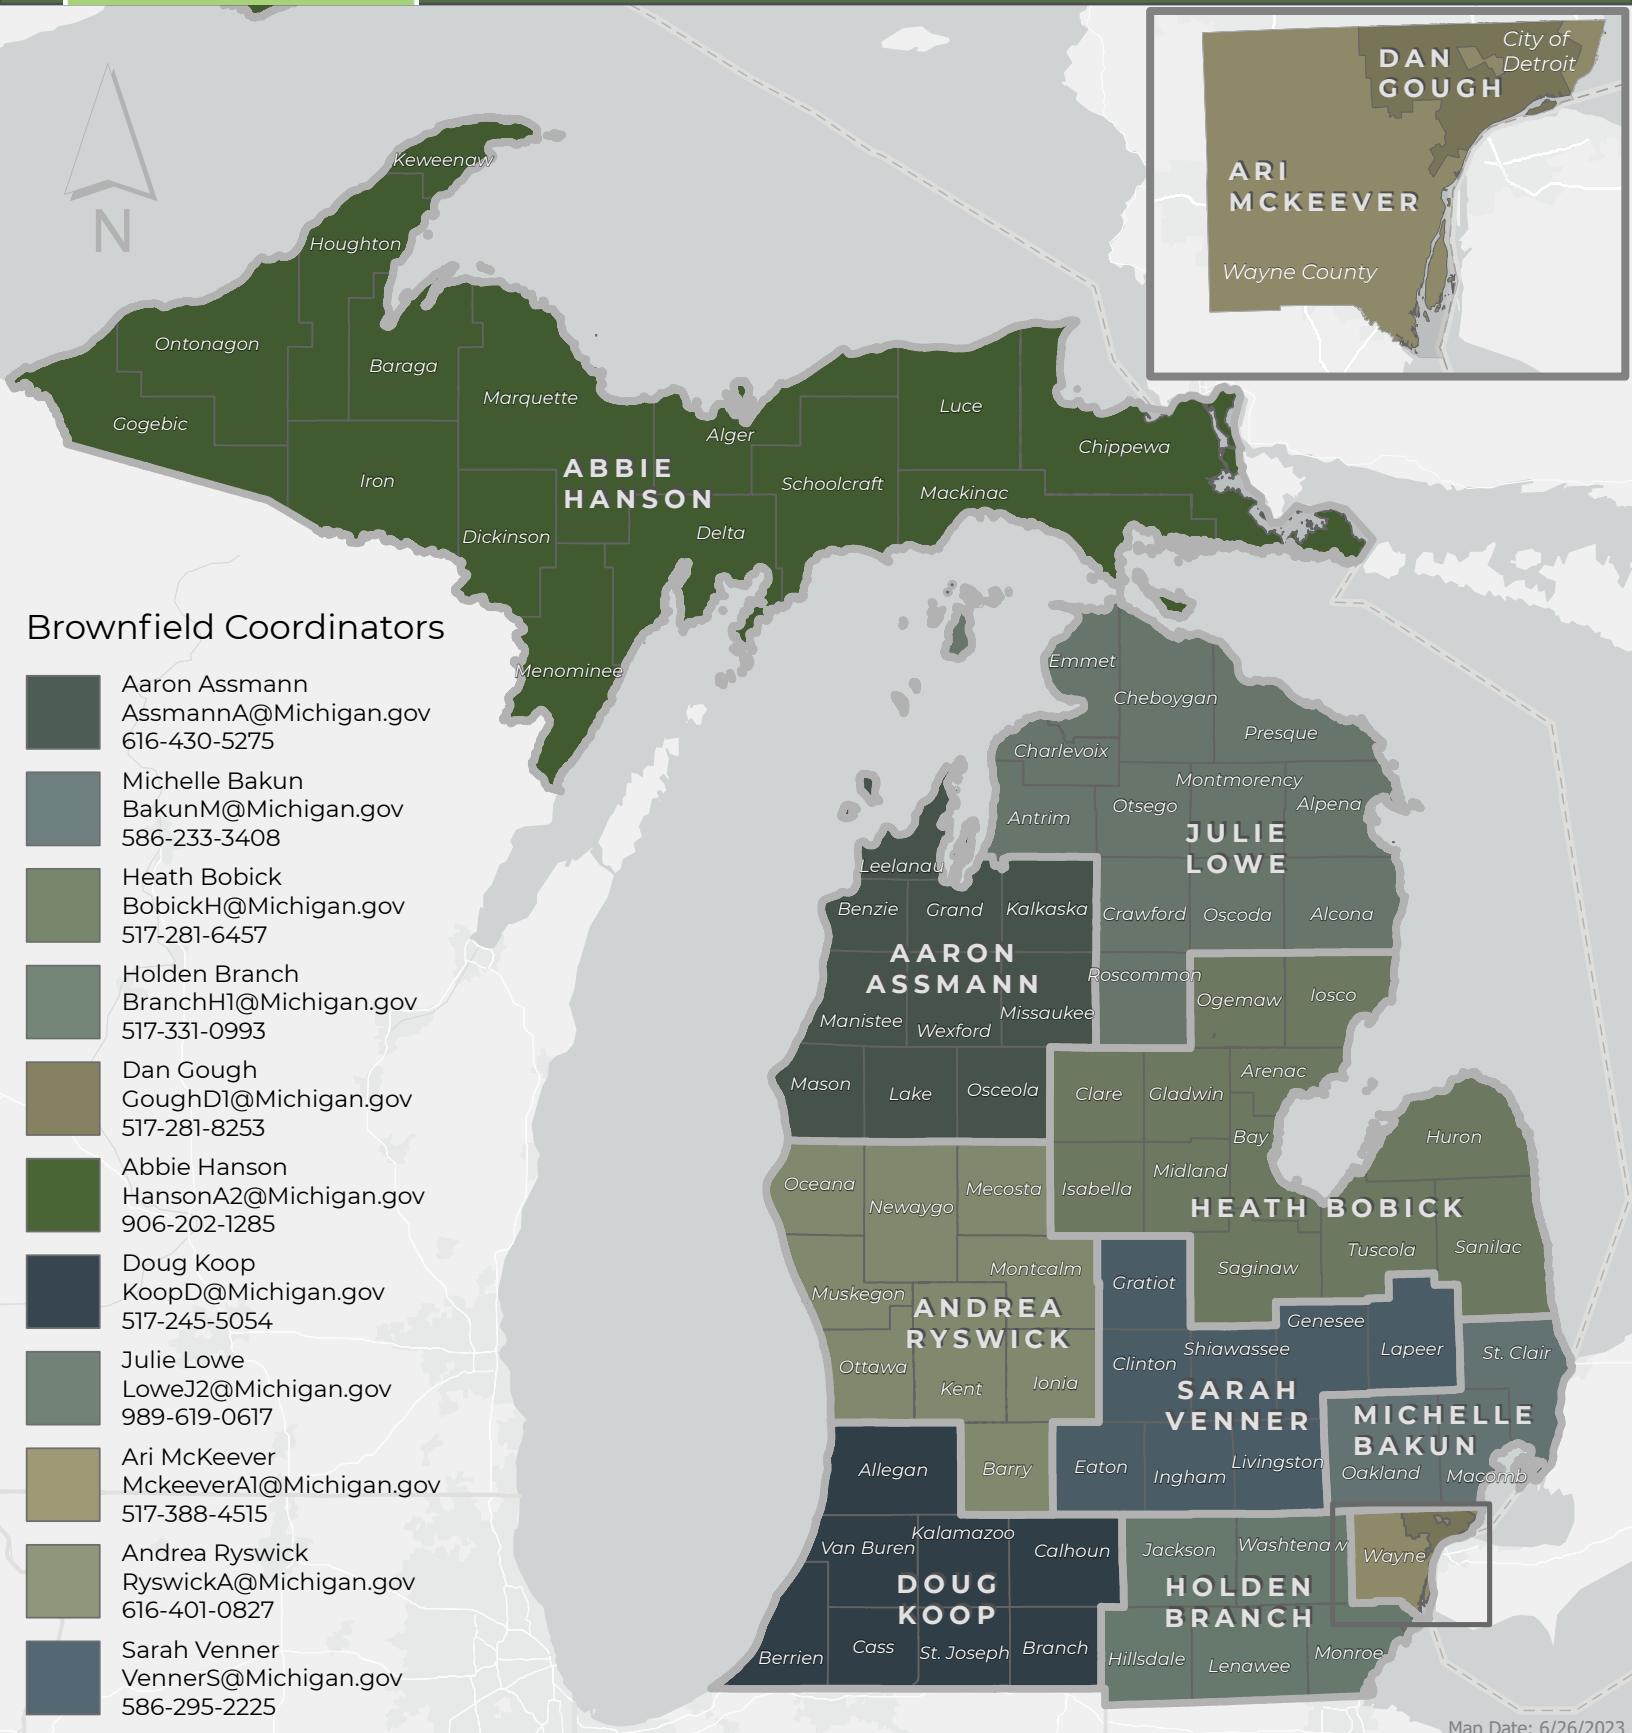 N
City of
Detroit
DAN
GOUGH
ARI
MCKEEVER
Wayne County
Keweenaw
Houghton
Ontonagon
Baraga
Gogebic
Marquette
Luce
Alger
Chippewa
ABBIE
HANSON
Iron
Schoolcraft
Mackinac
Dickinson
Delta
Menominee
Brownfield Coordinators
Aaron Assmann
AssmannA@Michigan.gov
616-430-5275
Michelle Bakun
BakunM@Michigan.gov
586-233-3408
Heath Bobick
BobickH@Michigan.gov
517-281-6457
Holden Branch
BranchH1@Michigan.gov
517-331-0993
Dan Gough
GoughD1@Michigan.gov
517-281-8253
Abbie Hanson
HansonA2@Michigan.gov
906-202-1285
Doug Koop
KoopD@Michigan.gov
517-245-5054
Julie Lowe
LoweJ2@Michigan.gov
989-619-0617
Ari McKeever
MckeeverA1@Michigan.gov
517-388-4515
Andrea Ryswick
RyswickA@Michigan.gov
616-401-0827
Sarah Venner
VennerS@Michigan.gov
586-295-2225
Emmet
Cheboygan
Presque
Charlevoix
Montmorency
Otsego
Alpena
Antrim
JULIE
LOWE
Leelanau
Benzie
Grand
Kalkaska
Crawford
Oscoda
Alcona
AARON
ASSMANN
Roscommon
Ogemaw
Iosco
Manistee
Wexford
Missaukee
Mason
Lake
Osceola
Clare
Gladwin
Arenac
Bay
Huron
Midland
Isabella
Oceana
Newaygo
Mecosta
HEATH BOBICK
Tuscola
Sanilac
Saginaw
Gratiot
Montcalm
Muskegon
ANDREA
RYSWICK
Ottawa
Kent
Ionia
Genesee
Clinton
Shiawassee
Lapeer
St. Clair
SARAH
VENNER
MICHELLE
BAKUN
Allegan
Barry
Eaton
Ingham
Livingston
Oakland
Macomb
Van Buren
Kalamazoo
Calhoun
Jackson
Washtenaw
Wayne
DOUG
KOOP
HOLDEN
BRANCH
Berrien
Cass
St. Joseph
Branch
Hillsdale
Lenawee
Monroe
Map Date: 6/26/2023